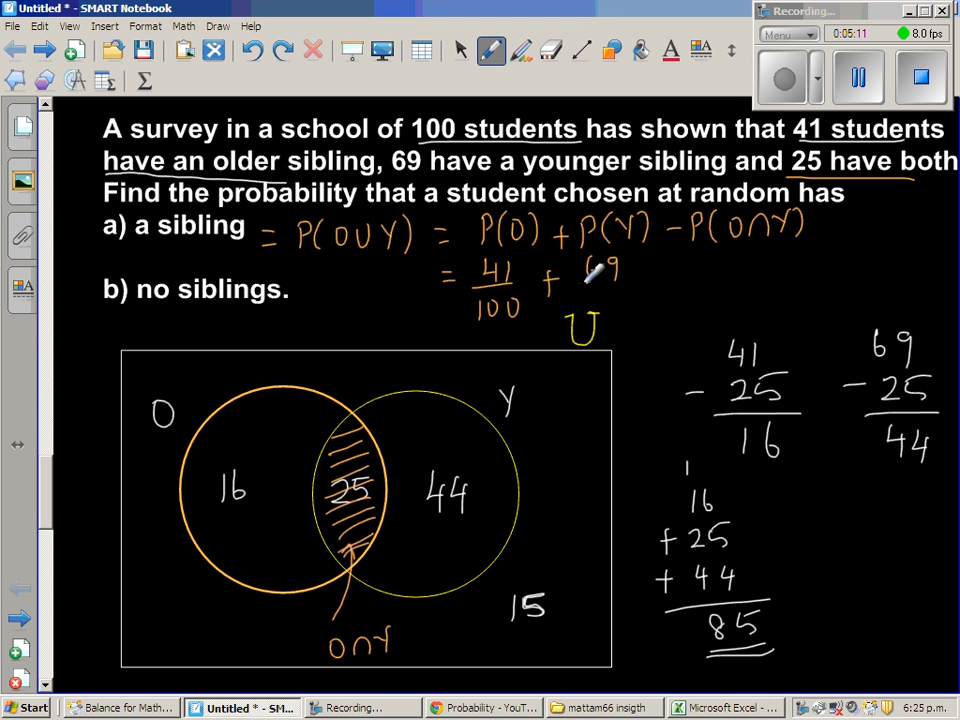 Untitled * - SMART Notebook
File Edit View Insert Format Math Draw Help
Recording...
Menu 0:05:11 8.0 fps
A survey in a school of 100 students has shown that 41 students
have an older sibling, 69 have a younger sibling and 25 have both
Find the probability that a student chosen at random has
a) a sibling = P(O∪Y) = P(O) + P(Y) - P(O∩Y)
= 41/100 + 69
b) no siblings.
U
O
Y
16
25
44
15
O∩Y
41
- 25
16
69
- 25
44
1
16
+ 25
+ 44
85
Start Balance for Math... Untitled * - SM... Recording... Probability - YouT... mattam66 insigth Microsoft Excel - ... 6:25 p.m.